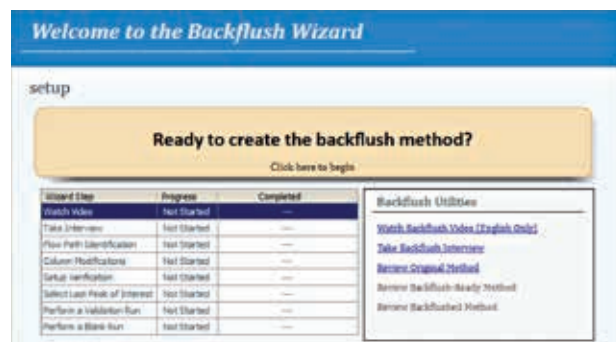 Welcome to the Backflush Wizard
setup
Ready to create the backflush method?
Click here to begin
Wizard Step Progress Completed
Watch Video Not Started ---
Take Interview Not Started ---
Flow Path Identification Not Started ---
Column Modifications Not Started ---
Setup Verification Not Started ---
Select Last Peak of Interest Not Started ---
Perform a Validation Run Not Started ---
Perform a Blank Run Not Started ---
Backflush Utilities
Watch Backflush Video [English Only]
Take Backflush Interview
Review Original Method
Review Backflush-Ready Method
Review Backflushed Method